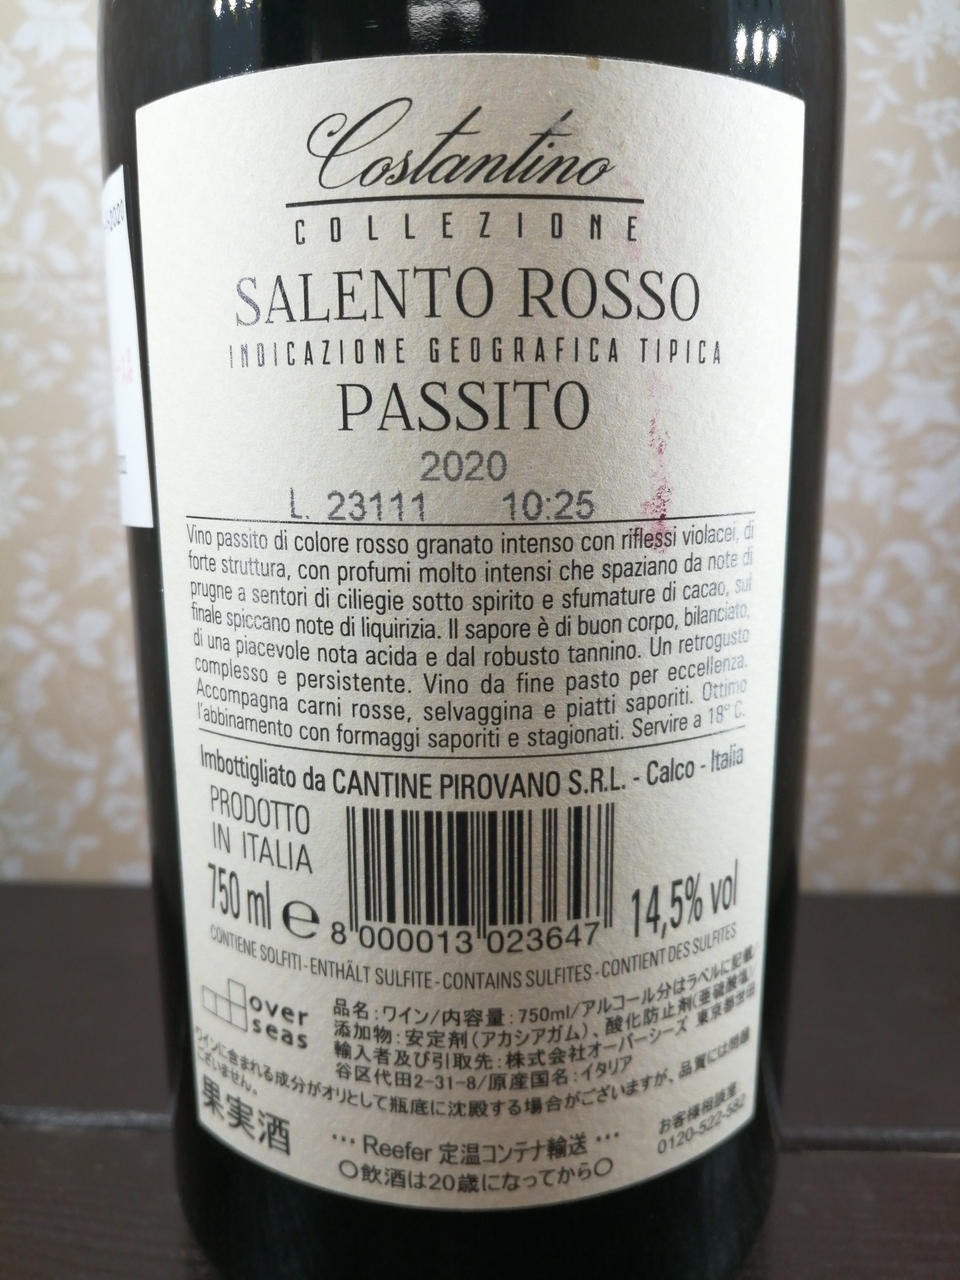 Costantino
COLLEZIONE
SALENTO ROSSO
INDICAZIONE GEOGRAFICA TIPICA
PASSITO
2020
L. 23111 10:25
Vino passito di colore rosso granato intenso con riflessi violacei, di
forte struttura, con profumi molto intensi che spaziano da note di
prugne a sentori di ciliegie sotto spirito e sfumature di cacao, sul
finale spiccano note di liquirizia. Il sapore è di buon corpo, bilanciato,
di una piacevole nota acida e dal robusto tannino. Un retrogusto
complesso e persistente. Vino da fine pasto per eccellenza.
Accompagna carni rosse, selvaggina e piatti saporiti. Ottimo
l'abbinamento con formaggi saporiti e stagionati. Servire a 18° C.
Imbottigliato da CANTINE PIROVANO S.R.L. - Calco - Italia
PRODOTTO
IN ITALIA
750 ml e
8 000013 023647
14,5% vol
CONTIENE SOLFITI - ENTHÄLT SULFITE - CONTAINS SULFITES - CONTIENT DES SULFITES
over
seas
品名:ワイン/内容量:750ml/アルコール分はラベルに記載/
添加物:安定剤(アカシアガム)、酸化防止剤(亜硫酸塩)/
輸入者及び引取先:株式会社オーバーシーズ 東京都世田
谷区代田2-31-8/原産国名:イタリア
ワインに含まれる成分がオリとして瓶底に沈殿する場合がございますが、品質には問題
ございません。
果実酒
お客様相談室
0120-522-582
… Reefer 定温コンテナ輸送 …
○飲酒は20歳になってから○
2020